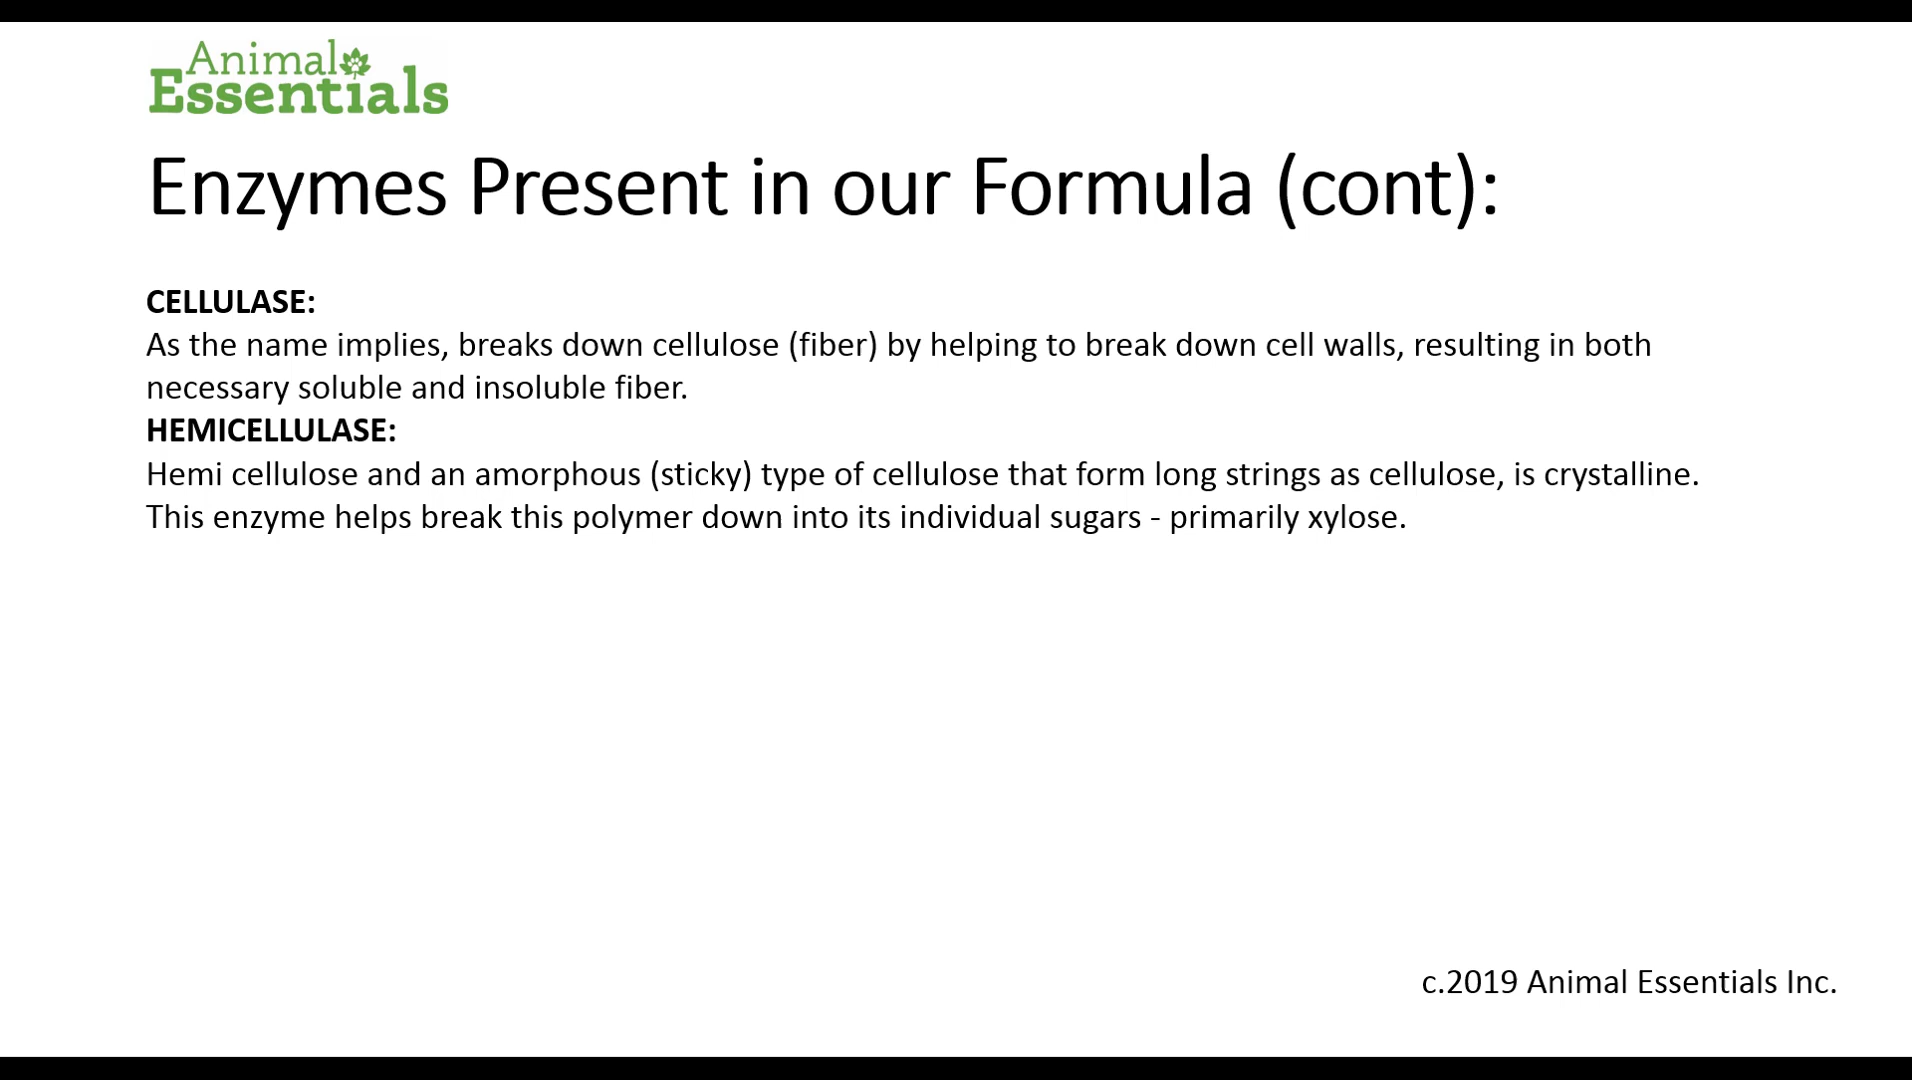 Animal
Essentials
Enzymes Present in our Formula (cont):
CELLULASE:
As the name implies, breaks down cellulose (fiber) by helping to break down cell walls, resulting in both
necessary soluble and insoluble fiber.
HEMICELLULASE:
Hemi cellulose and an amorphous (sticky) type of cellulose that form long strings as cellulose, is crystalline.
This enzyme helps break this polymer down into its individual sugars - primarily xylose.
c.2019 Animal Essentials Inc.